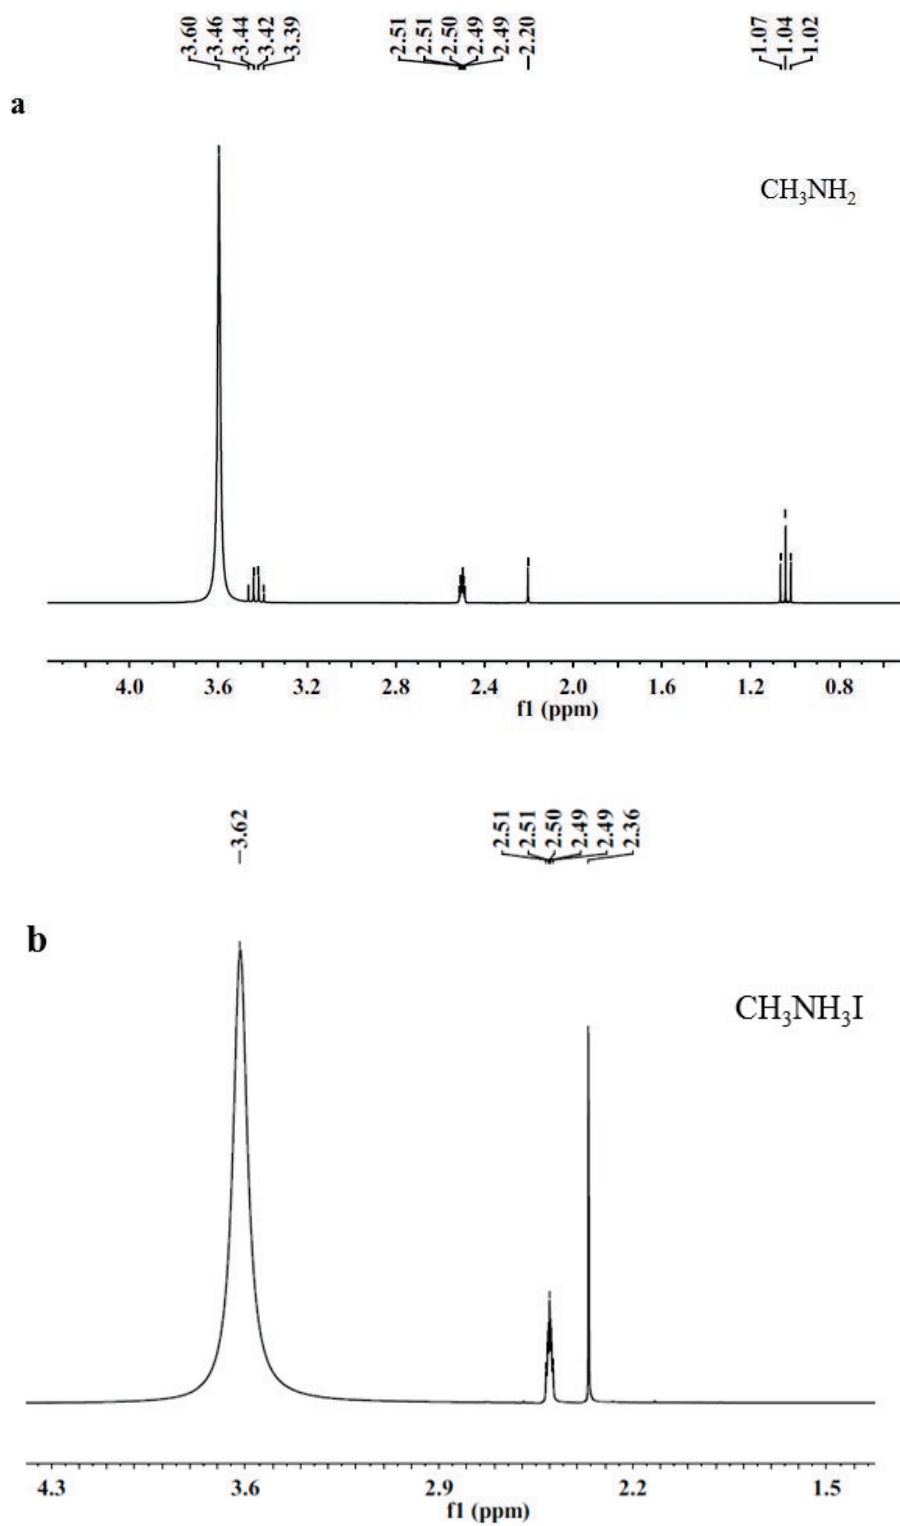 3.60 3.46 3.44 3.42 3.39 2.51 2.51 2.50 2.49 2.49 2.20 1.07 1.04 1.02
a
CH₃NH₂
4.0 3.6 3.2 2.8 2.4 2.0 1.6 1.2 0.8
f1 (ppm)
3.62 2.51 2.51 2.50 2.49 2.49 2.36
b
CH₃NH₃I
4.3 3.6 2.9 2.2 1.5
f1 (ppm)